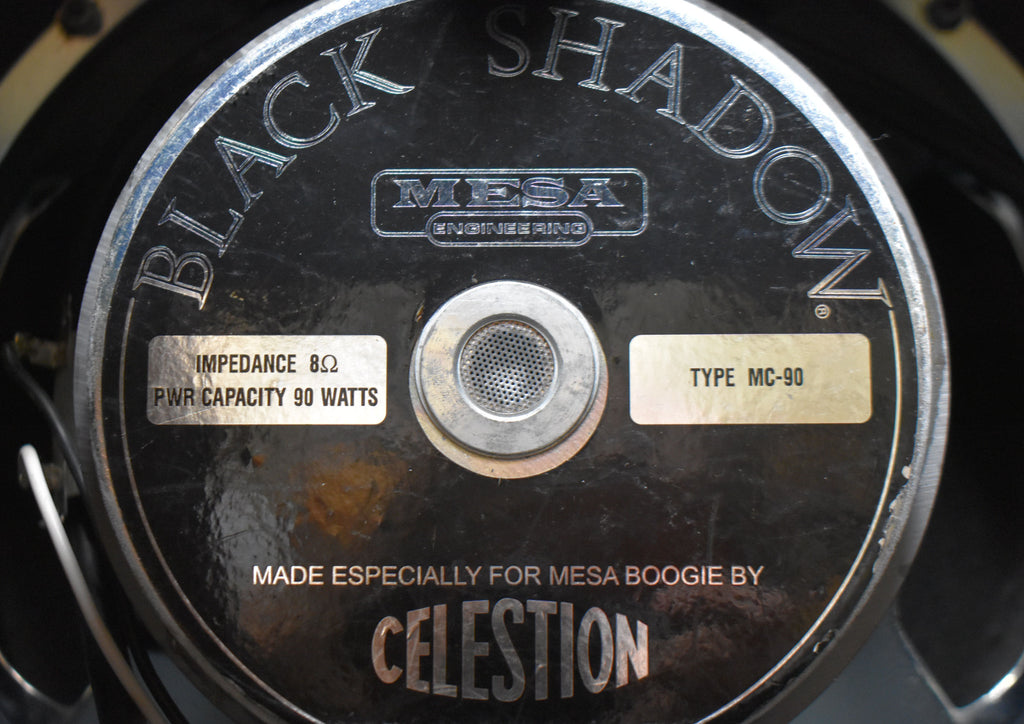 BLACK SHADOW®
MESA
ENGINEERING
IMPEDANCE 8Ω
PWR CAPACITY 90 WATTS
TYPE MC-90
MADE ESPECIALLY FOR MESA BOOGIE BY
CELESTION